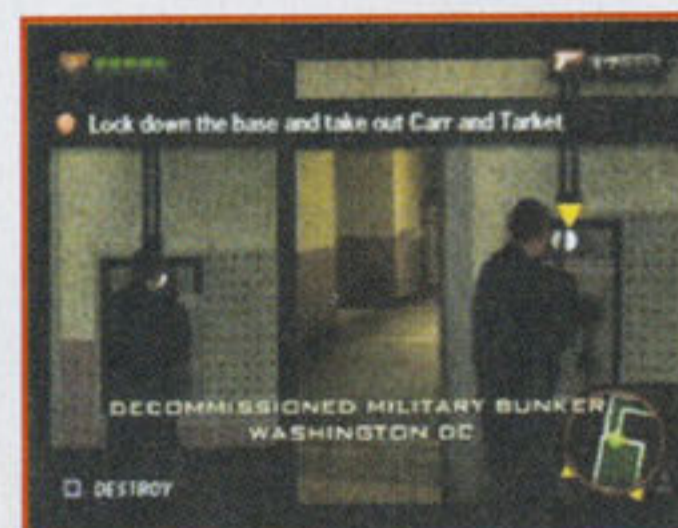 Lock down the base and take out Carr and Tarket
DECOMMISSIONED MILITARY BUNKER
WASHINGTON DC
DESTROY